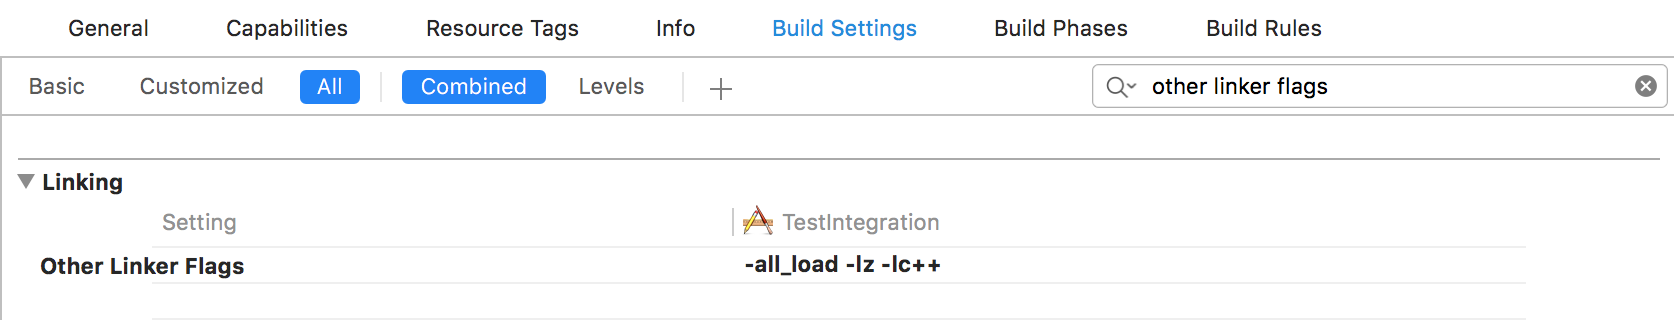 General Capabilities Resource Tags Info Build Settings Build Phases Build Rules
Basic Customized All Combined Levels + other linker flags
Linking
Setting TestIntegration
Other Linker Flags -all_load -lz -lc++